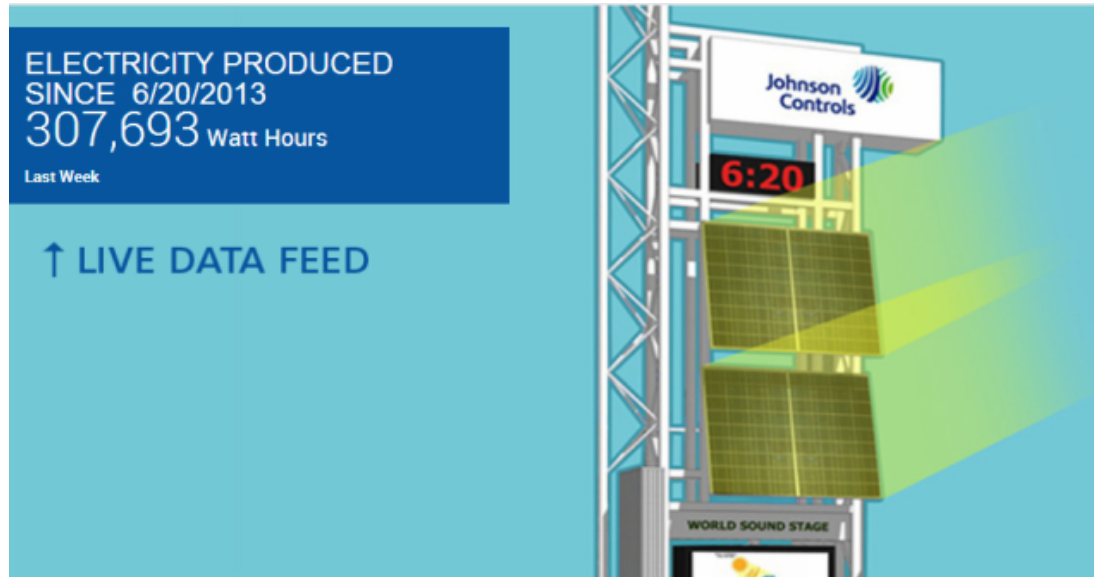 ELECTRICITY PRODUCED
SINCE 6/20/2013
307,693 Watt Hours
Last Week
↑ LIVE DATA FEED
Johnson
Controls
6:20
WORLD SOUND STAGE